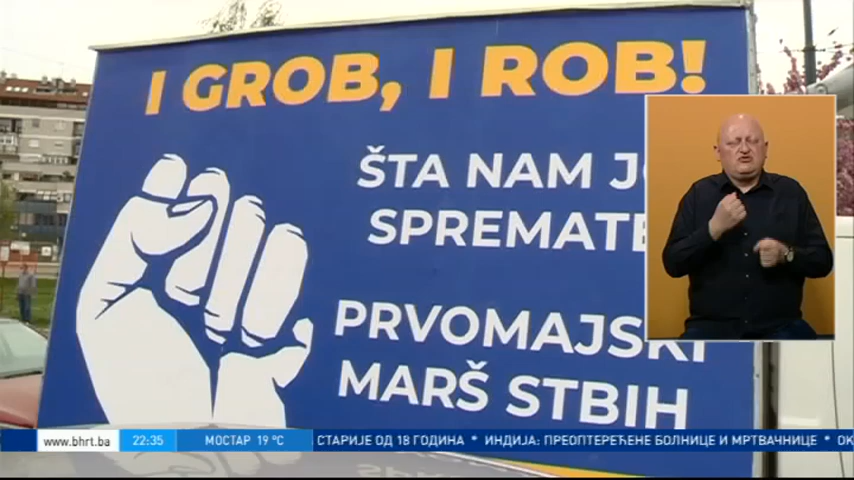 I GROB, I ROB!
ŠTA NAM
SPREMATE
PRVOMAJSKI
MARŠ STBIH
www.bhrt.ba 22:35 МОСТАР 19 °C СТАРИЈЕ ОД 18 ГОДИНА * ИНДИЈА: ПРЕОПТЕРЕЋЕНЕ БОЛНИЦЕ И МРТВАЧНИЦЕ *